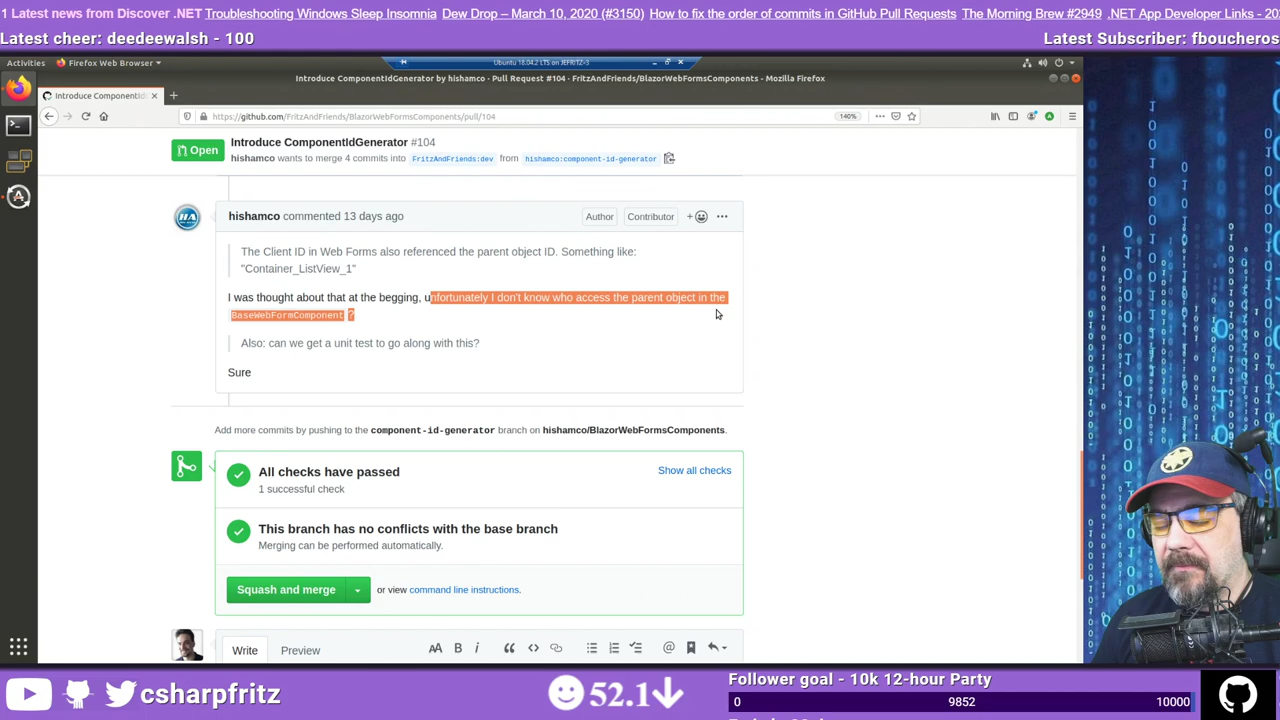 1 Latest news from Discover .NET Troubleshooting Windows Sleep Insomnia Dew Drop – March 10, 2020 (#3150) How to fix the order of commits in GitHub Pull Requests The Morning Brew #2949 .NET App Developer Links - 20
Latest cheer: deedeewalsh - 100
Latest Subscriber: fboucheros
Activities
Firefox Web Browser
Ubuntu 18.04.2 LTS on JEFRITZ-3
Introduce ComponentIdGenerator by hishamco · Pull Request #104 · FritzAndFriends/BlazorWebFormsComponents - Mozilla Firefox
Introduce ComponentId
https://github.com/FritzAndFriends/BlazorWebFormsComponents/pull/104
140%
Open
Introduce ComponentIdGenerator #104
hishamco wants to merge 4 commits into FritzAndFriends:dev from hishamco:component-id-generator
hishamco commented 13 days ago
Author
Contributor
The Client ID in Web Forms also referenced the parent object ID. Something like:
"Container_ListView_1"
I was thought about that at the begging, unfortunately I don't know who access the parent object in the
BaseWebFormComponent ?
Also: can we get a unit test to go along with this?
Sure
Add more commits by pushing to the component-id-generator branch on hishamco/BlazorWebFormsComponents.
All checks have passed
Show all checks
1 successful check
This branch has no conflicts with the base branch
Merging can be performed automatically.
Squash and merge
or view command line instructions.
Write
Preview
csharpfritz
52.1
Follower goal - 10k 12-hour Party
0
9852
10000